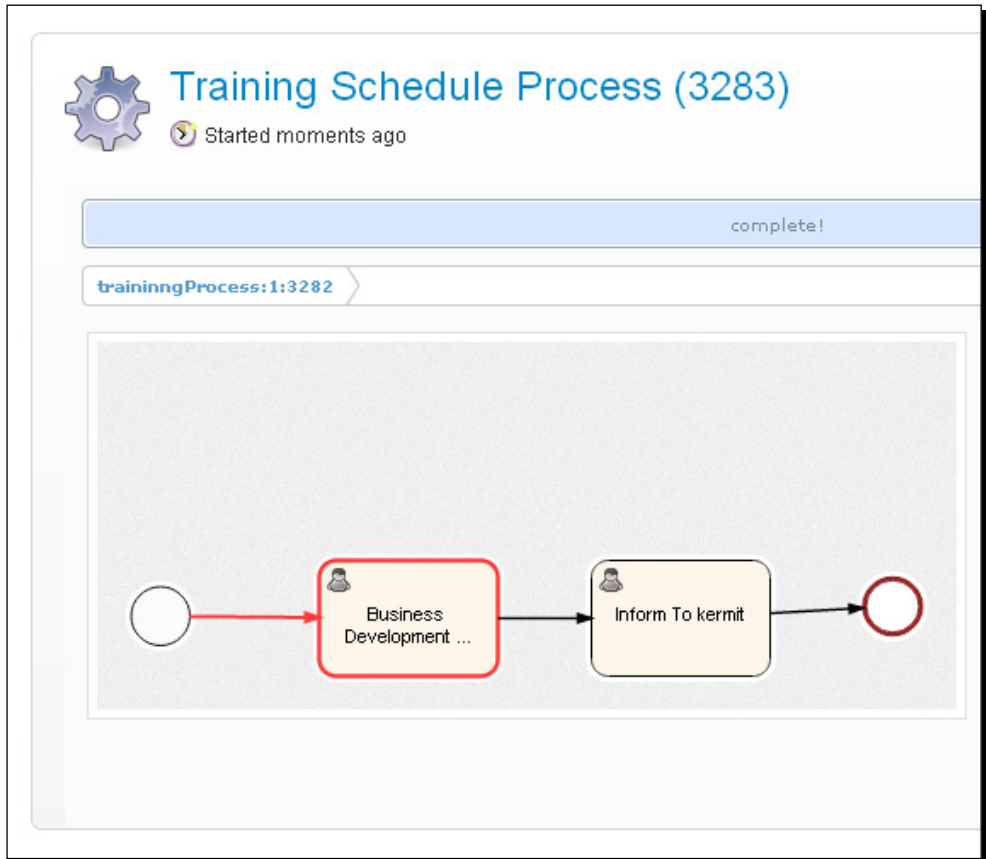 Training Schedule Process (3283)
Started moments ago
complete!
traininngProcess:1:3282
Business
Development ...
Inform To kermit